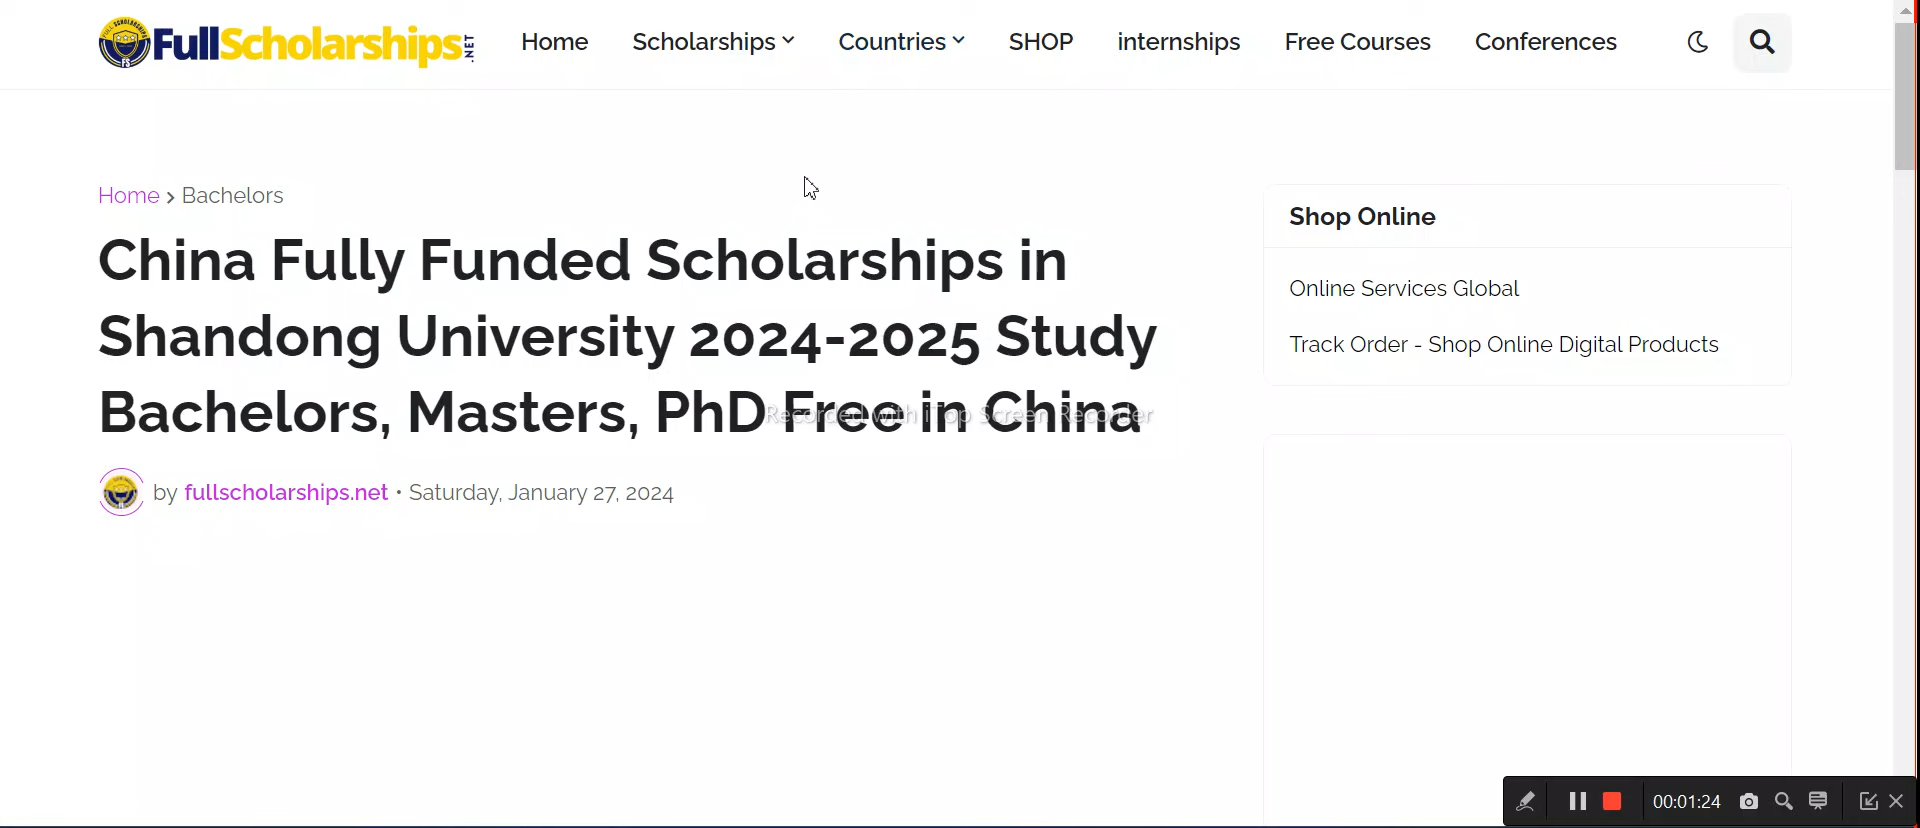 FullScholarships.NET
Home
Scholarships
Countries
SHOP
internships
Free Courses
Conferences
Home > Bachelors
China Fully Funded Scholarships in
Shandong University 2024-2025 Study
Bachelors, Masters, PhD Free in China
Recorded with iTop Screen Recorder
by fullscholarships.net • Saturday, January 27, 2024
Shop Online
Online Services Global
Track Order - Shop Online Digital Products
00:01:24